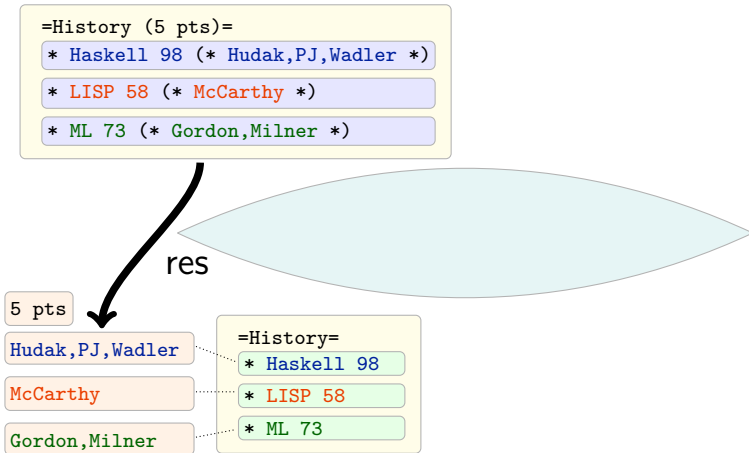 =History (5 pts)=
* Haskell 98 (* Hudak,PJ,Wadler *)
* LISP 58 (* McCarthy *)
* ML 73 (* Gordon,Milner *)
res
5 pts
Hudak,PJ,Wadler
McCarthy
Gordon,Milner
=History=
* Haskell 98
* LISP 58
* ML 73